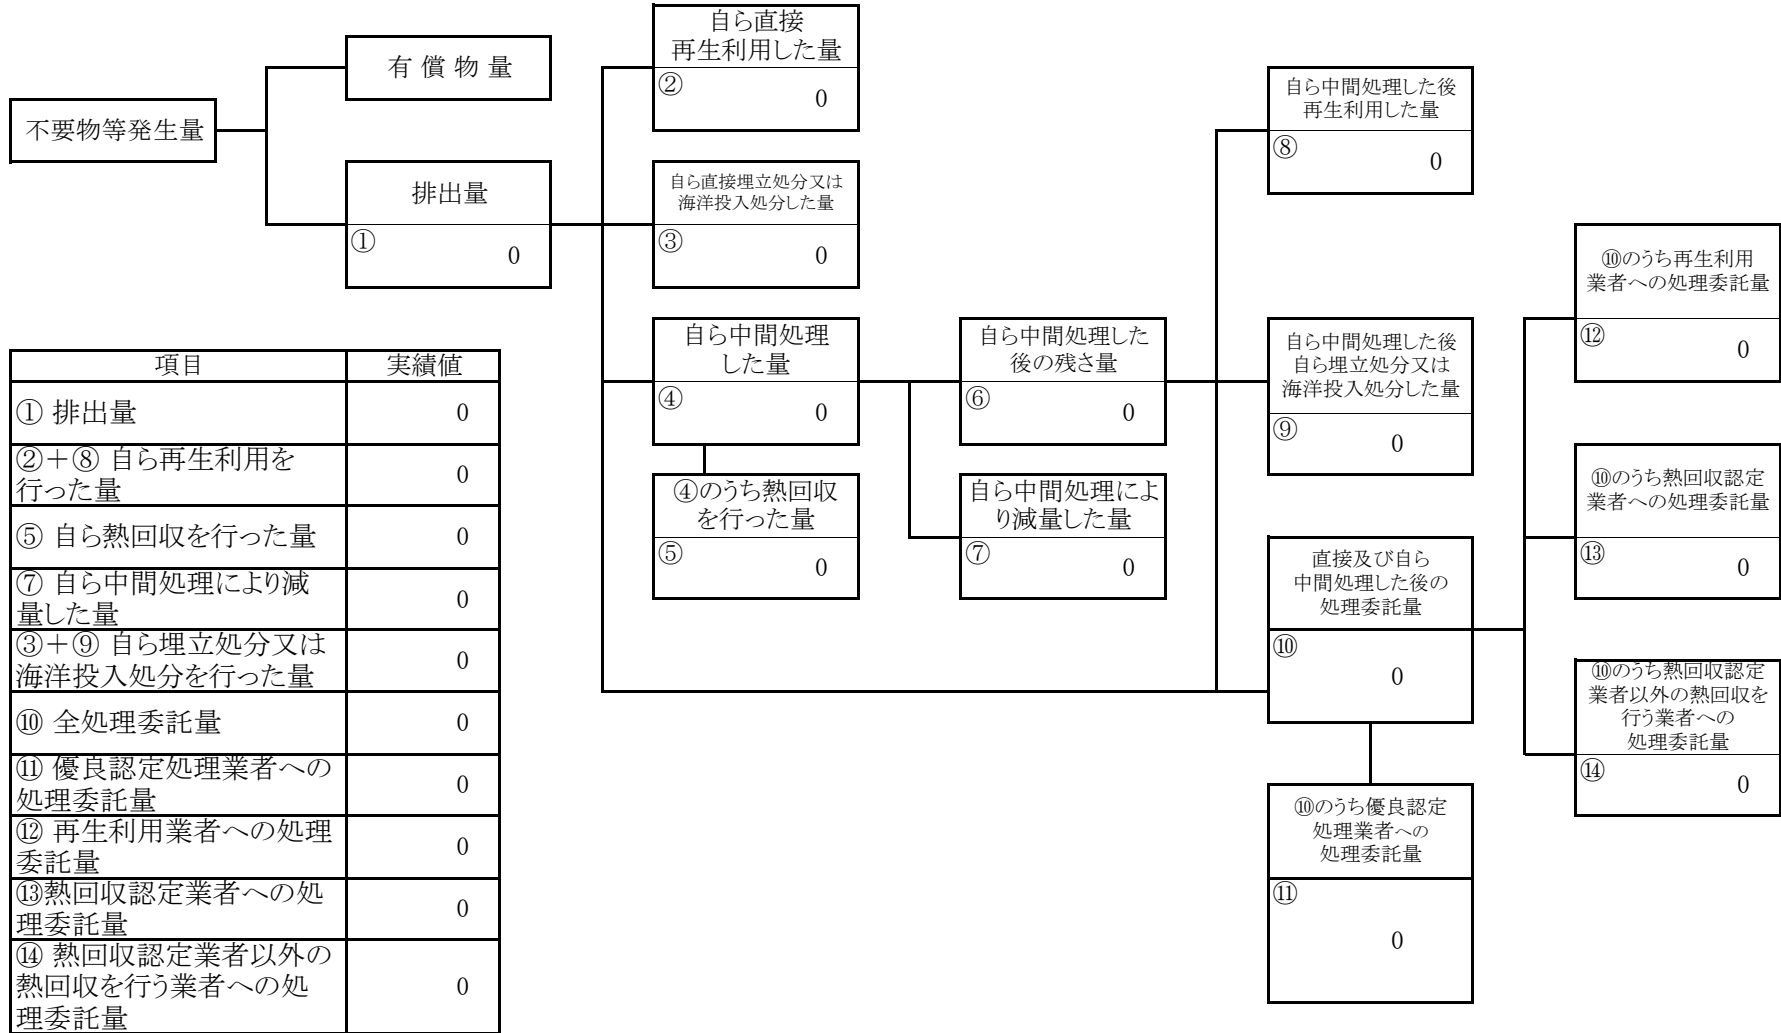 不要物等発生量
有 償 物 量
排出量
①
0
自ら直接
再生利用した量
②
0
自ら直接埋立処分又は
海洋投入処分した量
③
0
自ら中間処理
した量
④
0
④のうち熱回収
を行った量
⑤
0
自ら中間処理した
後の残さ量
⑥
0
自ら中間処理によ
り減量した量
⑦
0
自ら中間処理した後
再生利用した量
⑧
0
自ら中間処理した後
自ら埋立処分又は
海洋投入処分した量
⑨
0
直接及び自ら
中間処理した後の
処理委託量
⑩
0
⑩のうち優良認定
処理業者への
処理委託量
⑪
0
⑩のうち再生利用
業者への処理委託量
⑫
0
⑩のうち熱回収認定
業者への処理委託量
⑬
0
⑩のうち熱回収認定
業者以外の熱回収を
行う業者への
処理委託量
⑭
0
項目 実績値
① 排出量 0
②＋⑧ 自ら再生利用を
行った量 0
⑤ 自ら熱回収を行った量 0
⑦ 自ら中間処理により減
量した量 0
③＋⑨ 自ら埋立処分又は
海洋投入処分を行った量 0
⑩ 全処理委託量 0
⑪ 優良認定処理業者への
処理委託量 0
⑫ 再生利用業者への処理
委託量 0
⑬熱回収認定業者への処
理委託量 0
⑭ 熱回収認定業者以外の
熱回収を行う業者への処
理委託量 0